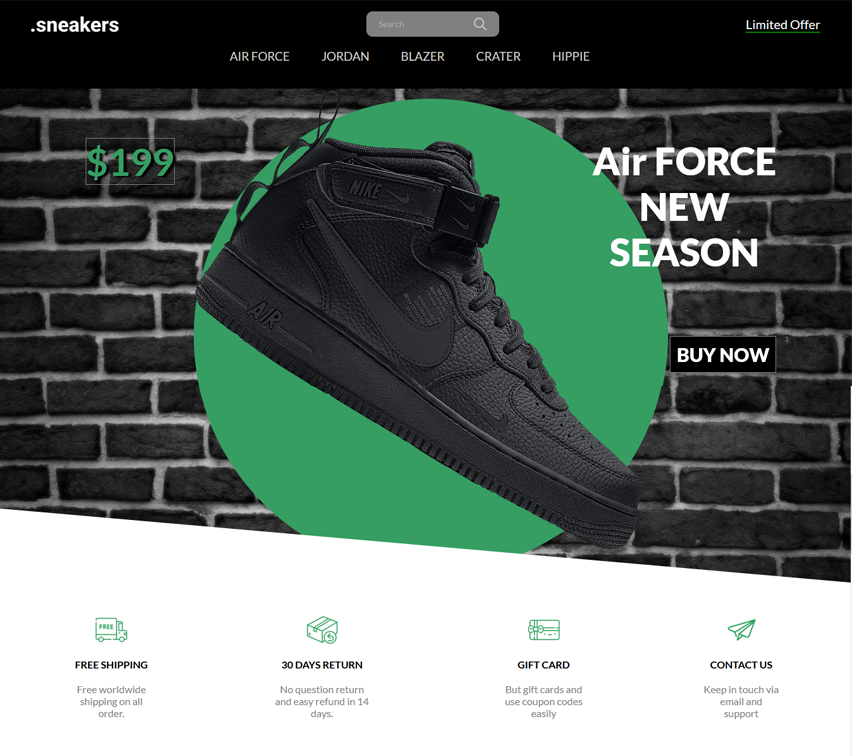 .sneakers
Search
Limited Offer
AIR FORCE
JORDAN
BLAZER
CRATER
HIPPIE
$199
Air FORCE
NEW
SEASON
NIKE
AIR
BUY NOW
FREE
FREE SHIPPING
Free worldwide
shipping on all
order.
30 DAYS RETURN
No question return
and easy refund in 14
days.
GIFT CARD
But gift cards and
use coupon codes
easily
CONTACT US
Keep in touch via
email and
support